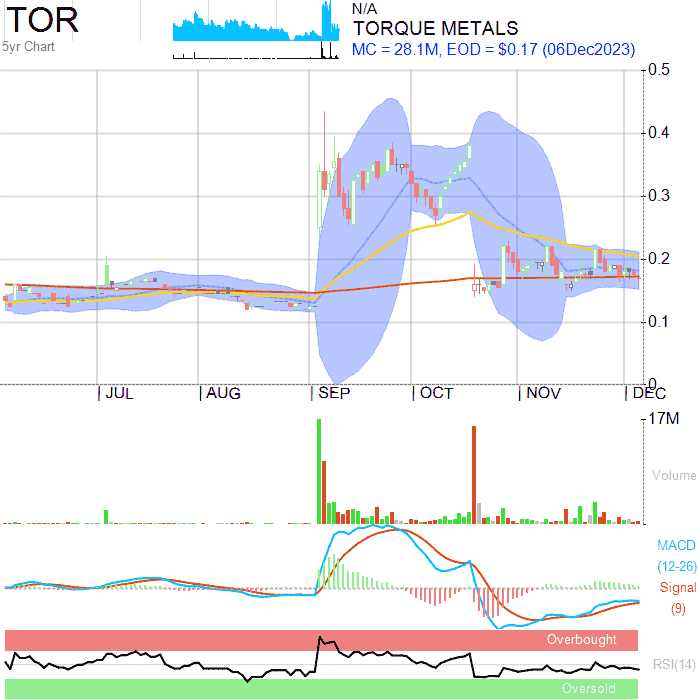 TOR
N/A
TORQUE METALS
5yr Chart
MC = 28.1M, EOD = $0.17 (06Dec2023)
0.5
0.4
0.3
0.2
0.1
0
JUL AUG SEP OCT NOV DEC
17M
Volume
MACD
(12-26)
Signal
(9)
Overbought
RSI(14)
Oversold